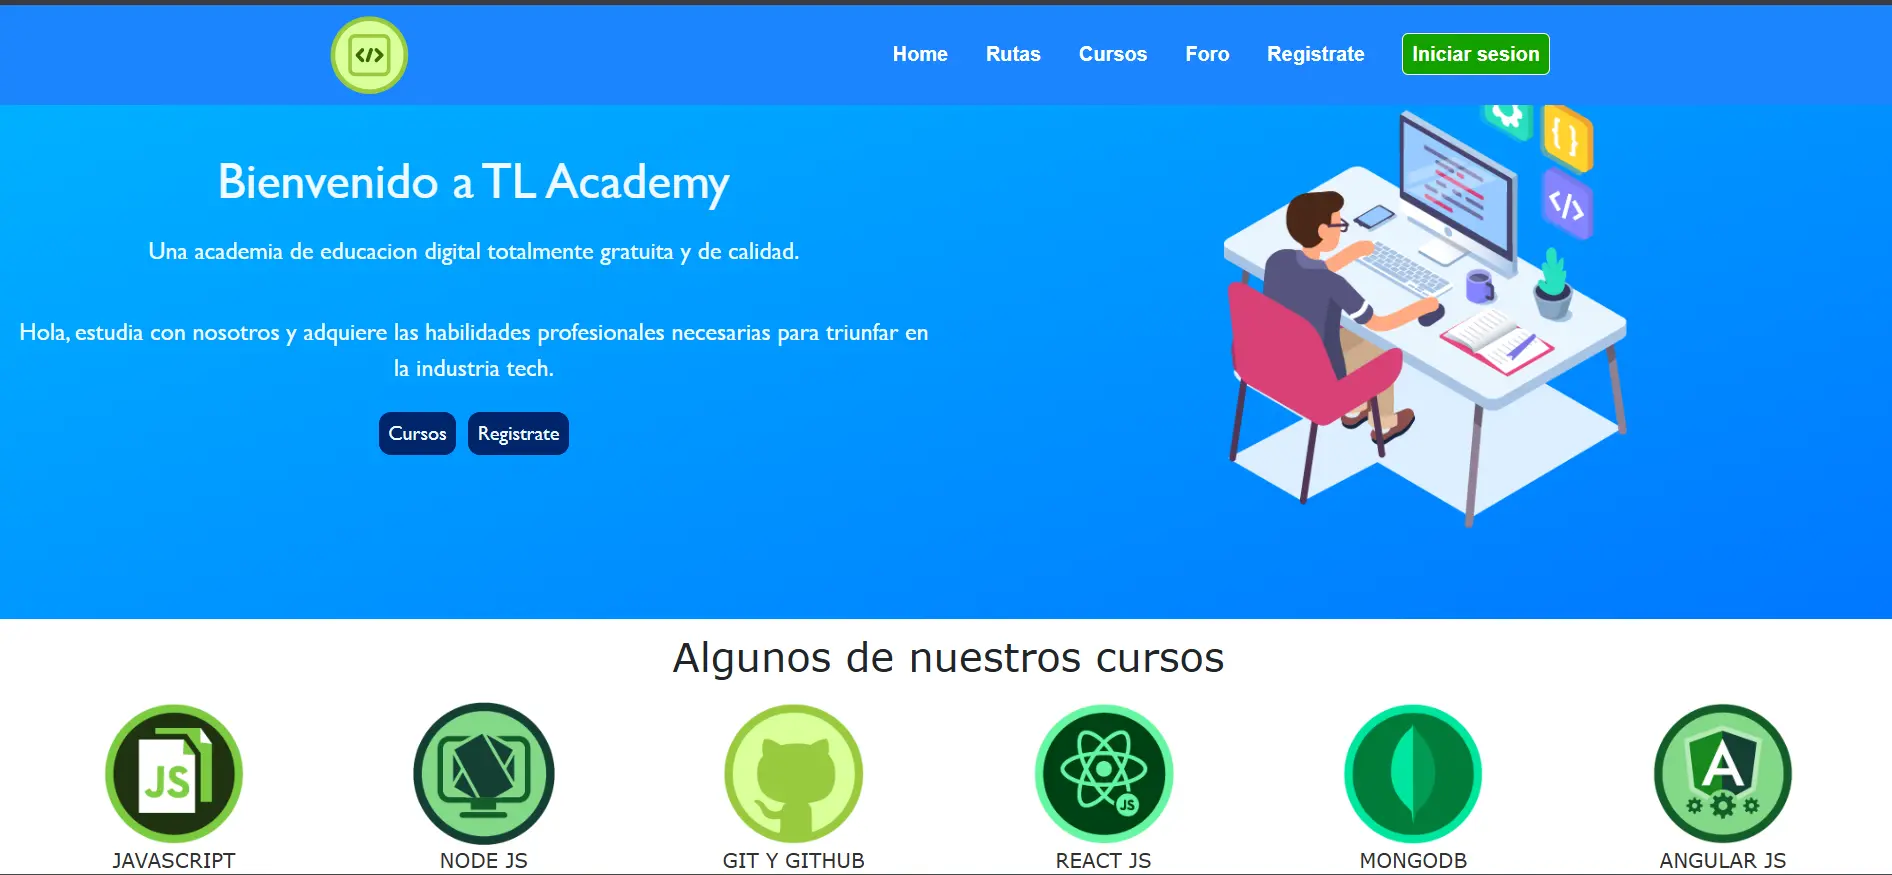 </>
Home Rutas Cursos Foro Registrate Iniciar sesion
Bienvenido a TL Academy
Una academia de educacion digital totalmente gratuita y de calidad.
Hola, estudia con nosotros y adquiere las habilidades profesionales necesarias para triunfar en
la industria tech.
Cursos Registrate
{}
</>
Algunos de nuestros cursos
JS
JS
A
JAVASCRIPT NODE JS GIT Y GITHUB REACT JS MONGODB ANGULAR JS